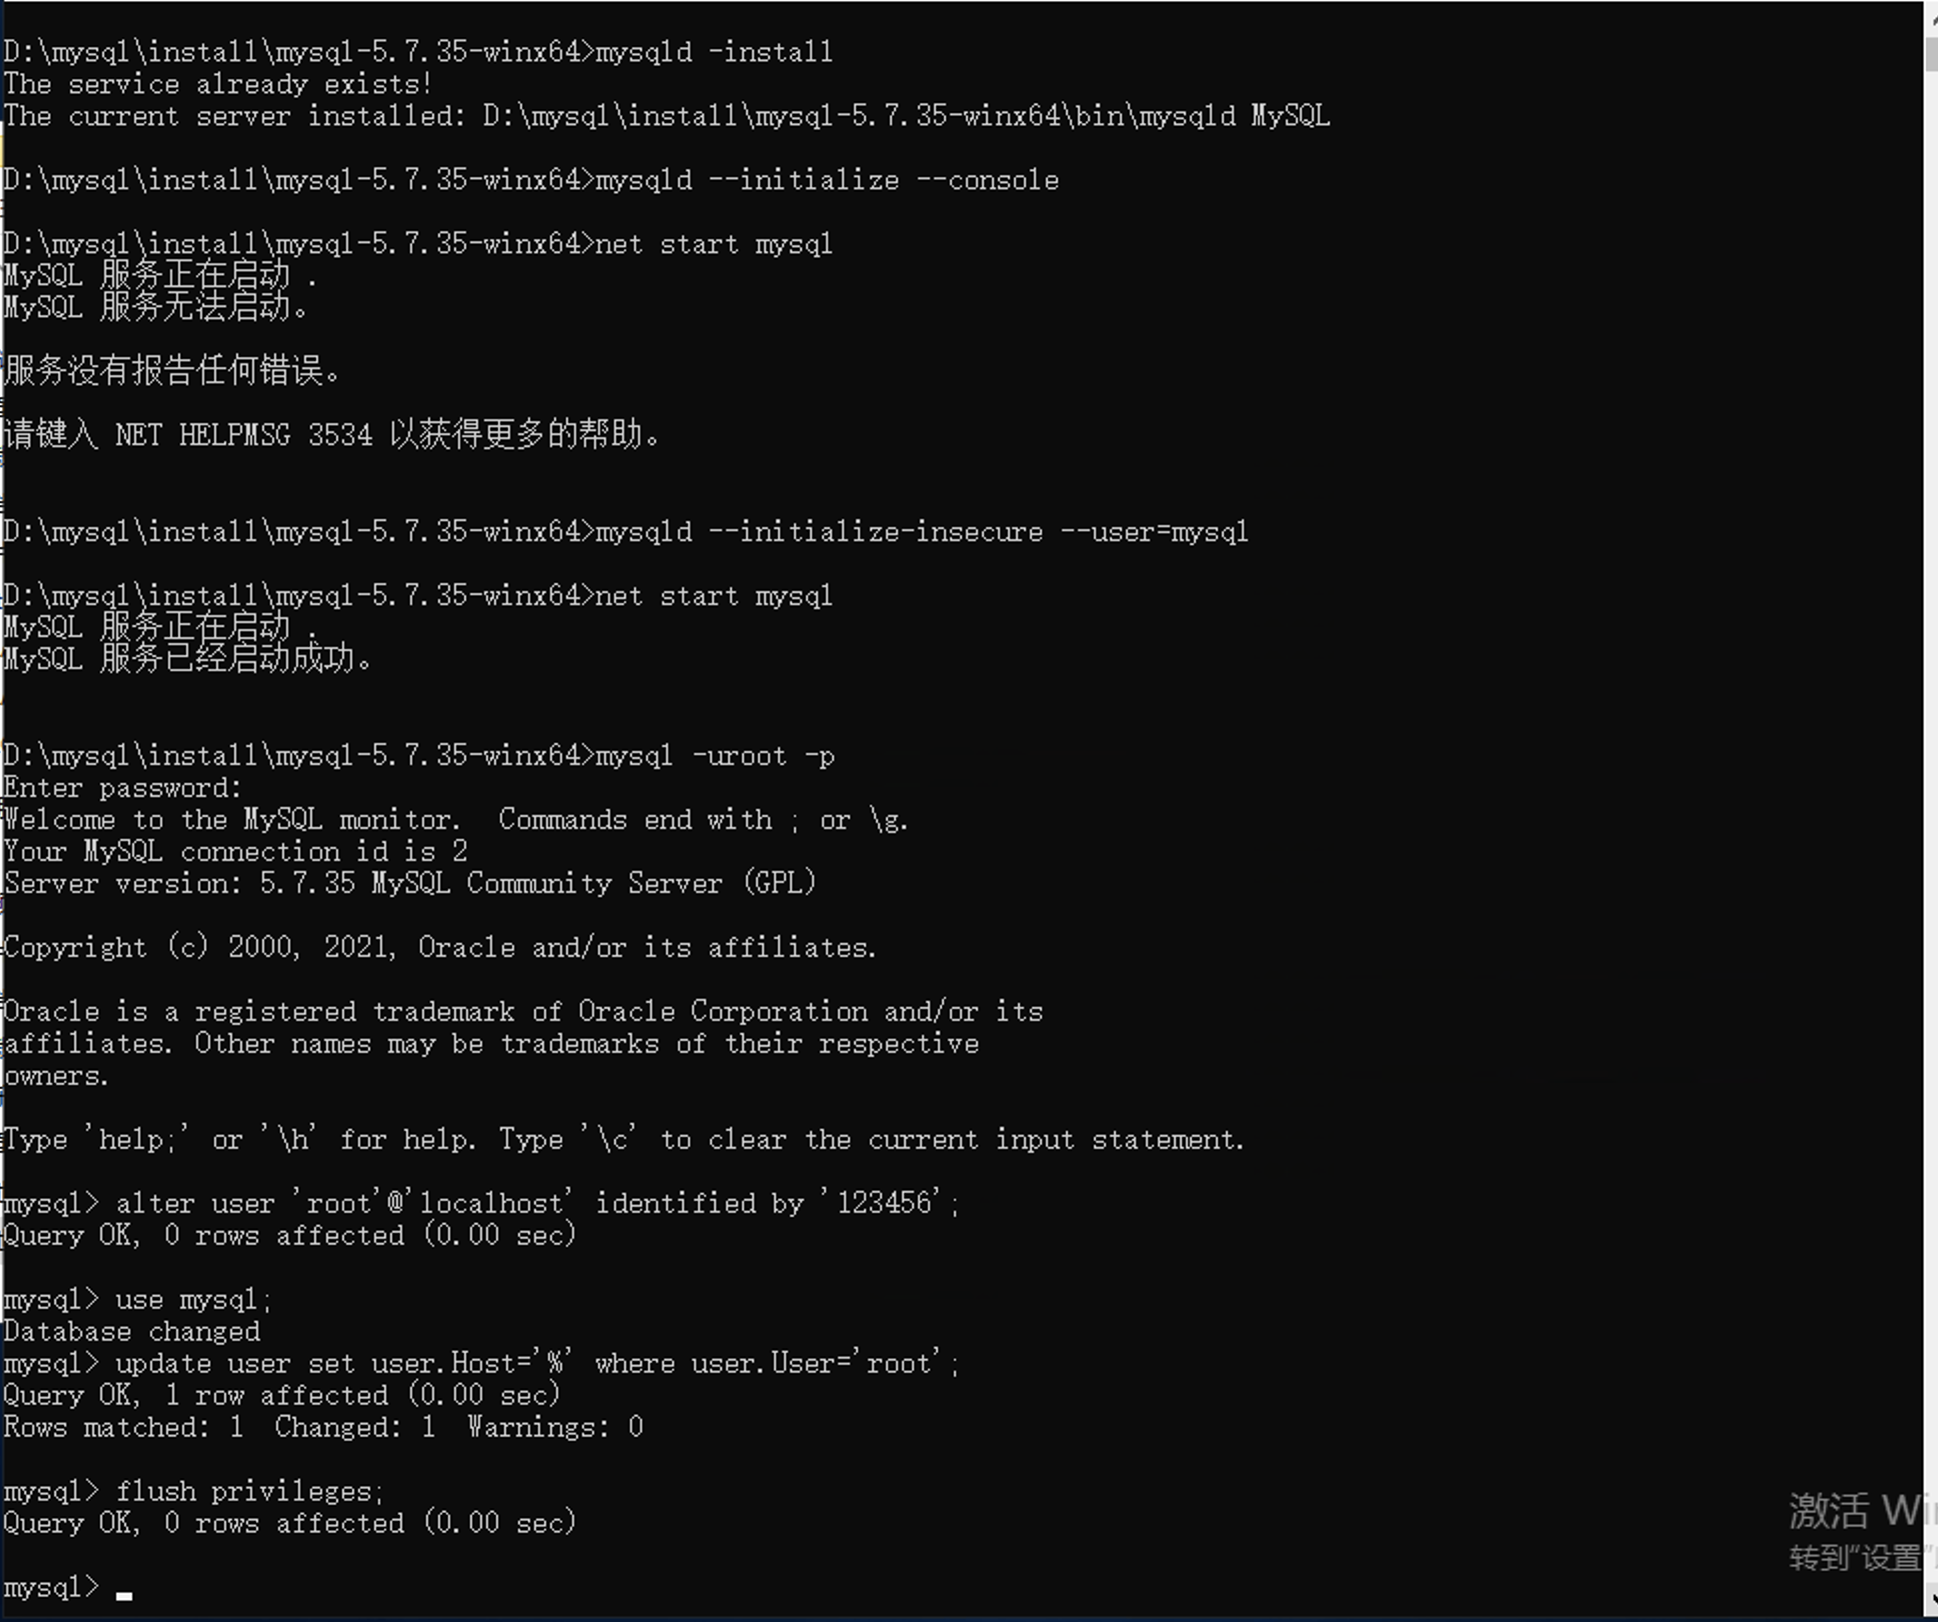 D:\mysql\install\mysql-5.7.35-winx64>mysqld -install
The service already exists!
The current server installed: D:\mysql\install\mysql-5.7.35-winx64\bin\mysqld MySQL
D:\mysql\install\mysql-5.7.35-winx64>mysqld --initialize --console
D:\mysql\install\mysql-5.7.35-winx64>net start mysql
MySQL 服务正在启动 .
MySQL 服务无法启动。
服务没有报告任何错误。
请键入 NET HELPMSG 3534 以获得更多的帮助。
D:\mysql\install\mysql-5.7.35-winx64>mysqld --initialize-insecure --user=mysql
D:\mysql\install\mysql-5.7.35-winx64>net start mysql
MySQL 服务正在启动 .
MySQL 服务已经启动成功。
D:\mysql\install\mysql-5.7.35-winx64>mysql -uroot -p
Enter password:
Welcome to the MySQL monitor.  Commands end with ; or \g.
Your MySQL connection id is 2
Server version: 5.7.35 MySQL Community Server (GPL)
Copyright (c) 2000, 2021, Oracle and/or its affiliates.
Oracle is a registered trademark of Oracle Corporation and/or its
affiliates. Other names may be trademarks of their respective
owners.
Type 'help;' or '\h' for help. Type '\c' to clear the current input statement.
mysql> alter user 'root'@'localhost' identified by '123456';
Query OK, 0 rows affected (0.00 sec)
mysql> use mysql;
Database changed
mysql> update user set user.Host='%' where user.User='root';
Query OK, 1 row affected (0.00 sec)
Rows matched: 1  Changed: 1  Warnings: 0
mysql> flush privileges;
Query OK, 0 rows affected (0.00 sec)
mysql>
激活 Wi
转到"设置"